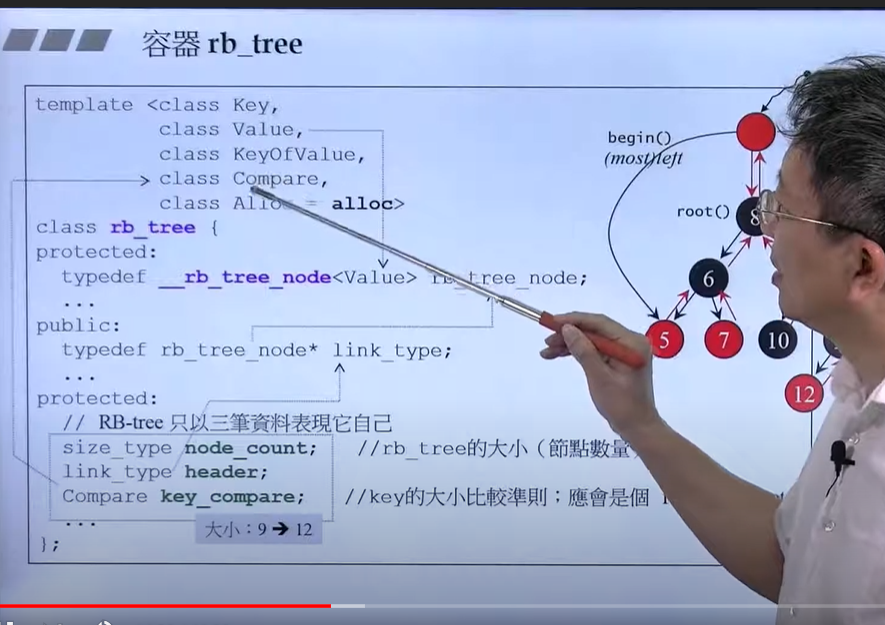 容器 rb_tree
template <class Key,
class Value,
class KeyOfValue,
class Compare,
class = alloc>
class rb_tree {
protected:
typedef __rb_tree_node<Value> rb_tree_node;
...
public:
typedef rb_tree_node* link_type;
...
protected:
// RB-tree 只以三筆資料表現它自己
size_type node_count; //rb_tree的大小（節點數量
link_type header;
Compare key_compare; //key的大小比較準則；應會是個
...
大小：9 → 12
};
begin()
(most)left
root()
8
6
5
7
10
12